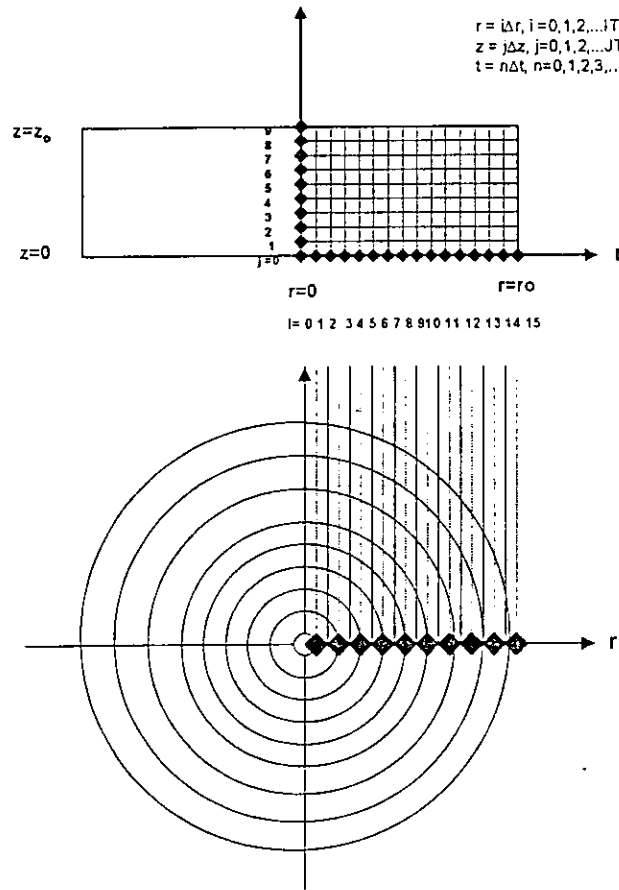 r = iΔr, i =0,1,2,...IT
z = jΔz, j=0,1,2,...JT
t = nΔt, n=0,1,2,3,..
z=z₀
9
8
7
6
5
4
3
2
1
z=0
j=0
r=0
r=ro
I= 0 1 2 3 4 5 6 7 8 9 10 11 12 13 14 15
r